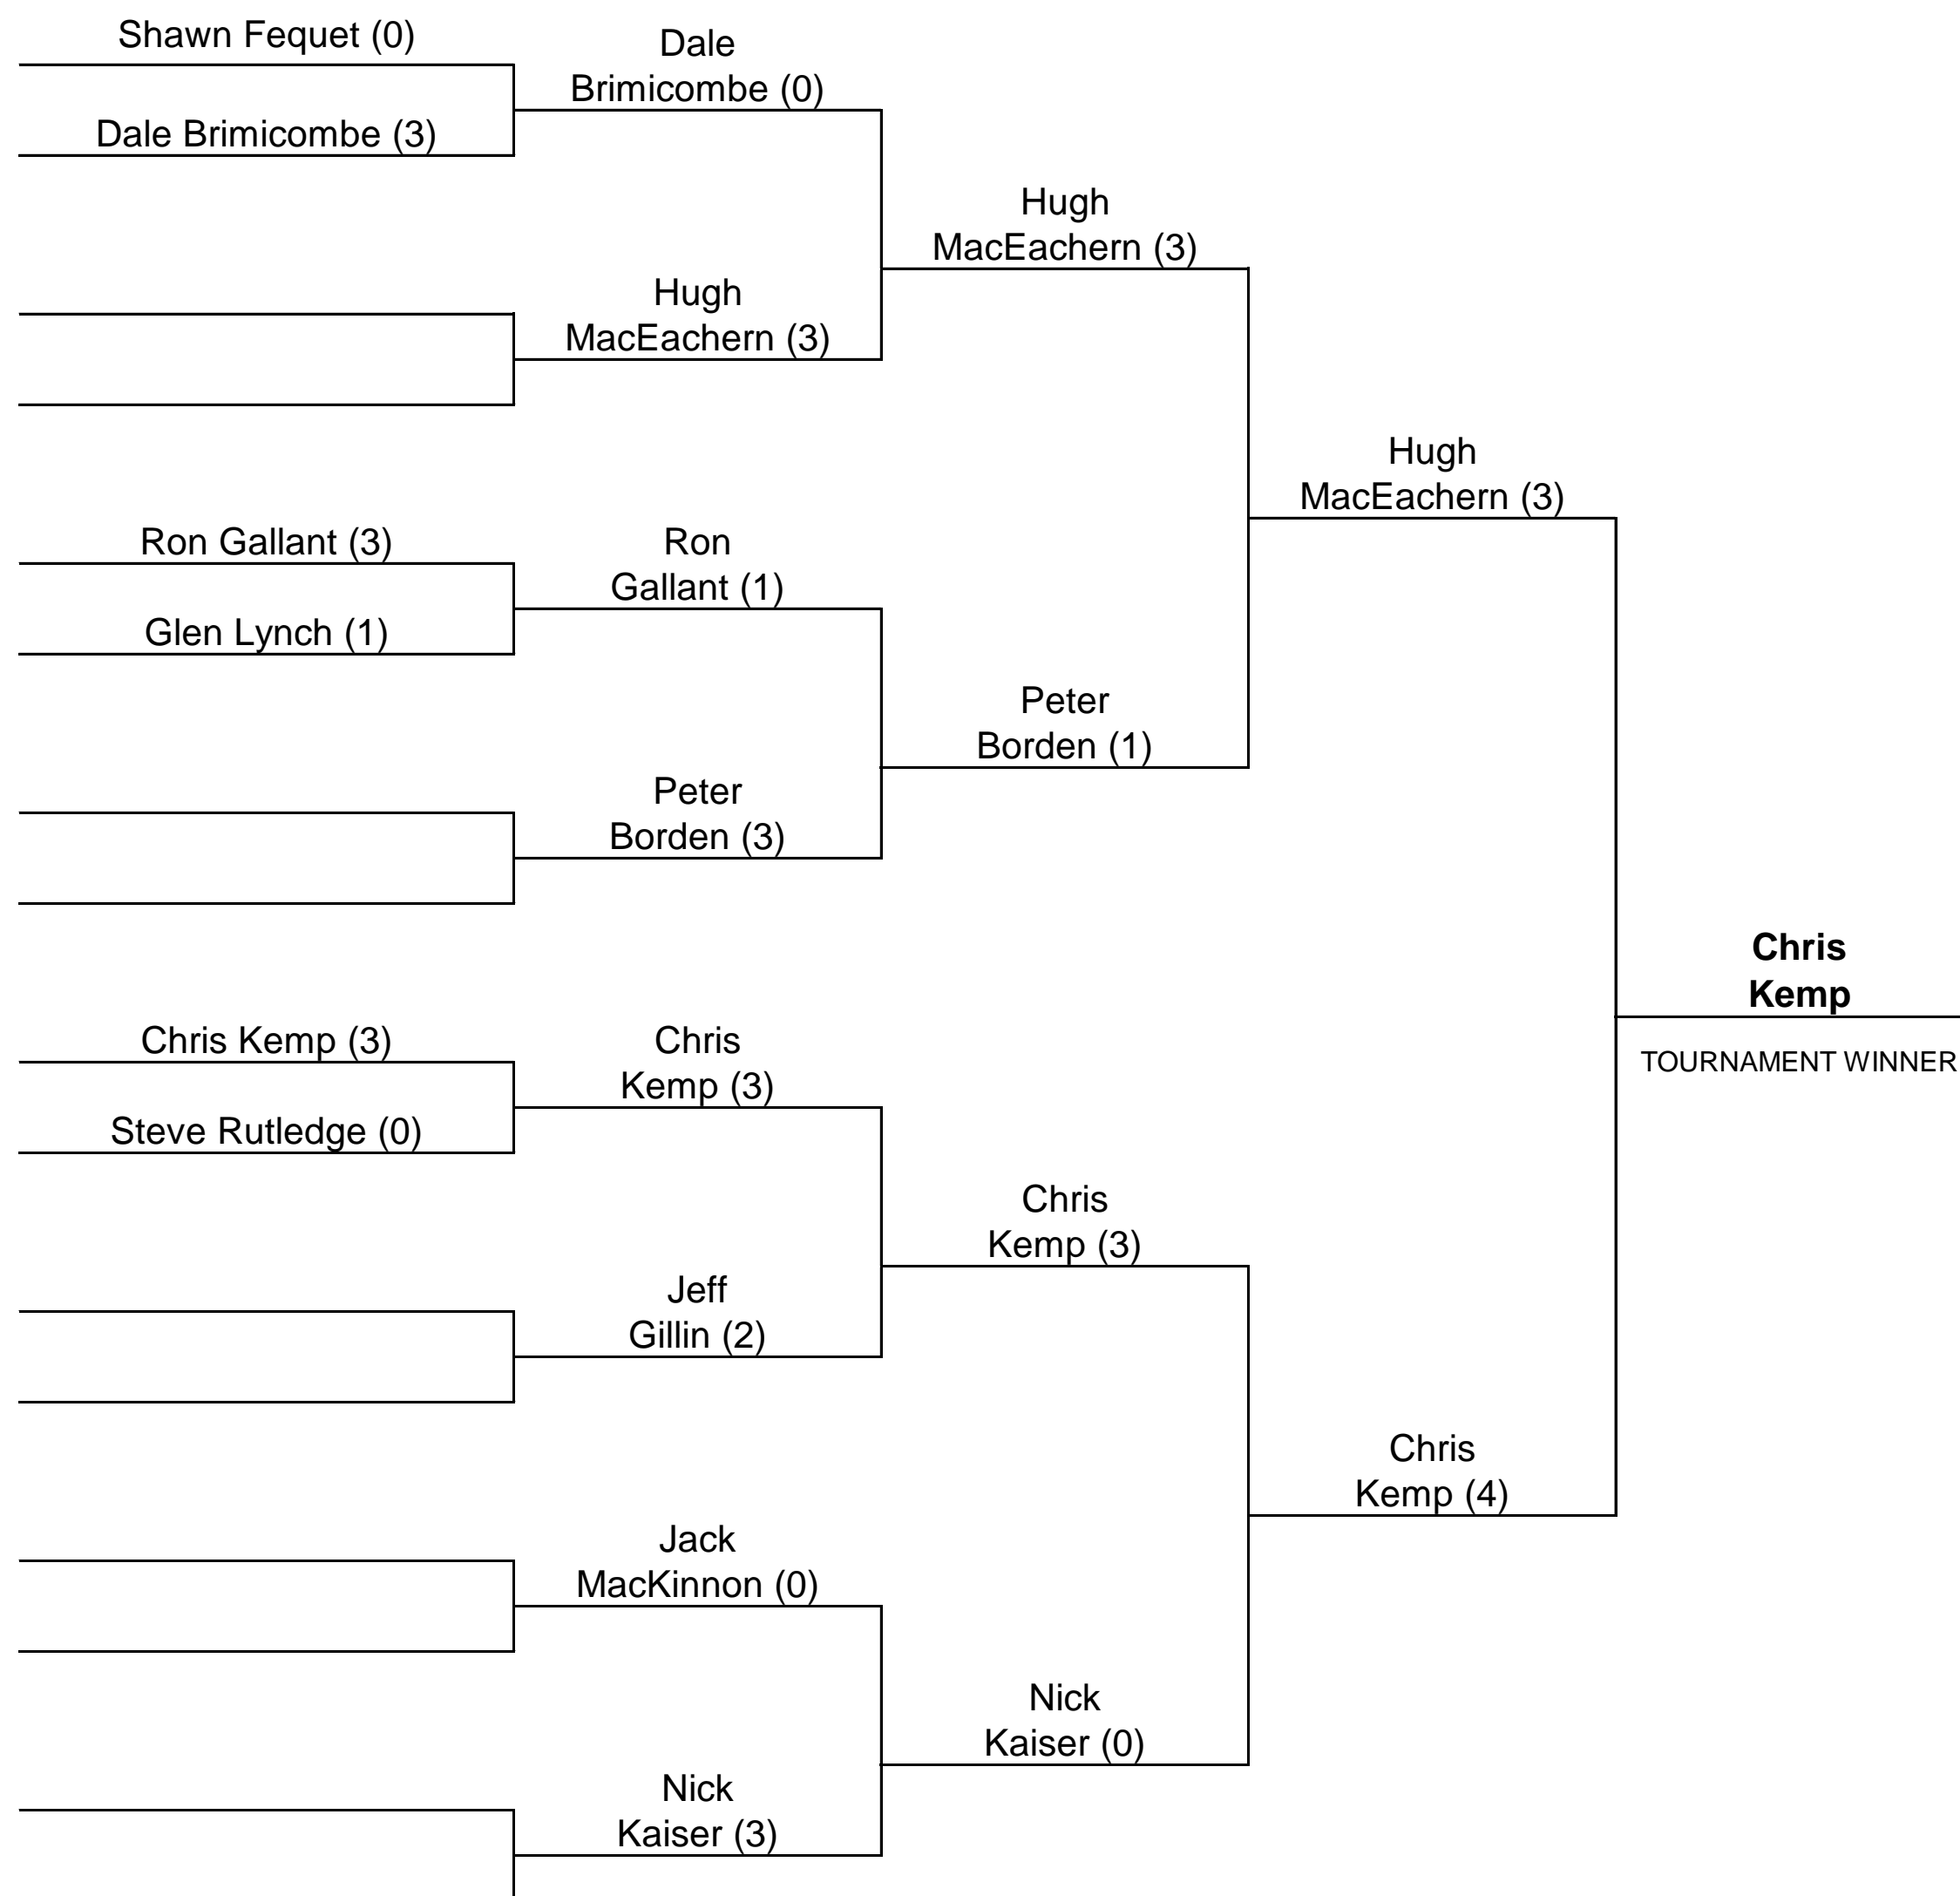 Shawn Fequet (0)
Dale Brimicombe (3)
Ron Gallant (3)
Glen Lynch (1)
Chris Kemp (3)
Steve Rutledge (0)
Dale
Brimicombe (0)
Hugh
MacEachern (3)
Ron
Gallant (1)
Peter
Borden (3)
Chris
Kemp (3)
Jeff
Gillin (2)
Jack
MacKinnon (0)
Nick
Kaiser (3)
Hugh
MacEachern (3)
Peter
Borden (1)
Chris
Kemp (3)
Nick
Kaiser (0)
Hugh
MacEachern (3)
Chris
Kemp (4)
Chris
Kemp
TOURNAMENT WINNER